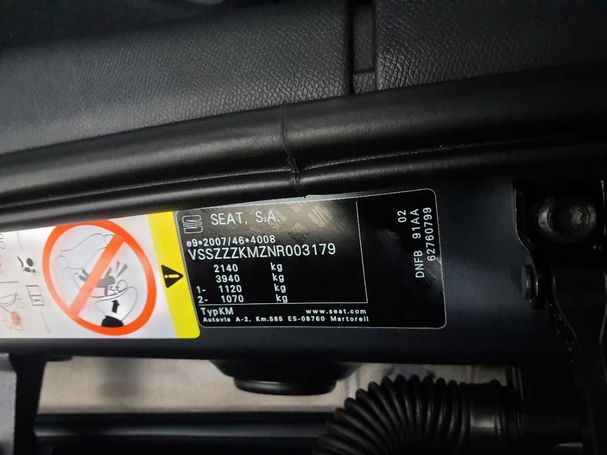 SEAT, S.A.
e9*2007/46*4008
VSSZZZKMZNR003179
2140 kg
3940 kg
1- 1120 kg
2- 1070 kg
TypKM www.seat.com
Autovia A-2, Km.585 ES-08760 Martorell
02
DNFB 91AA
62760799